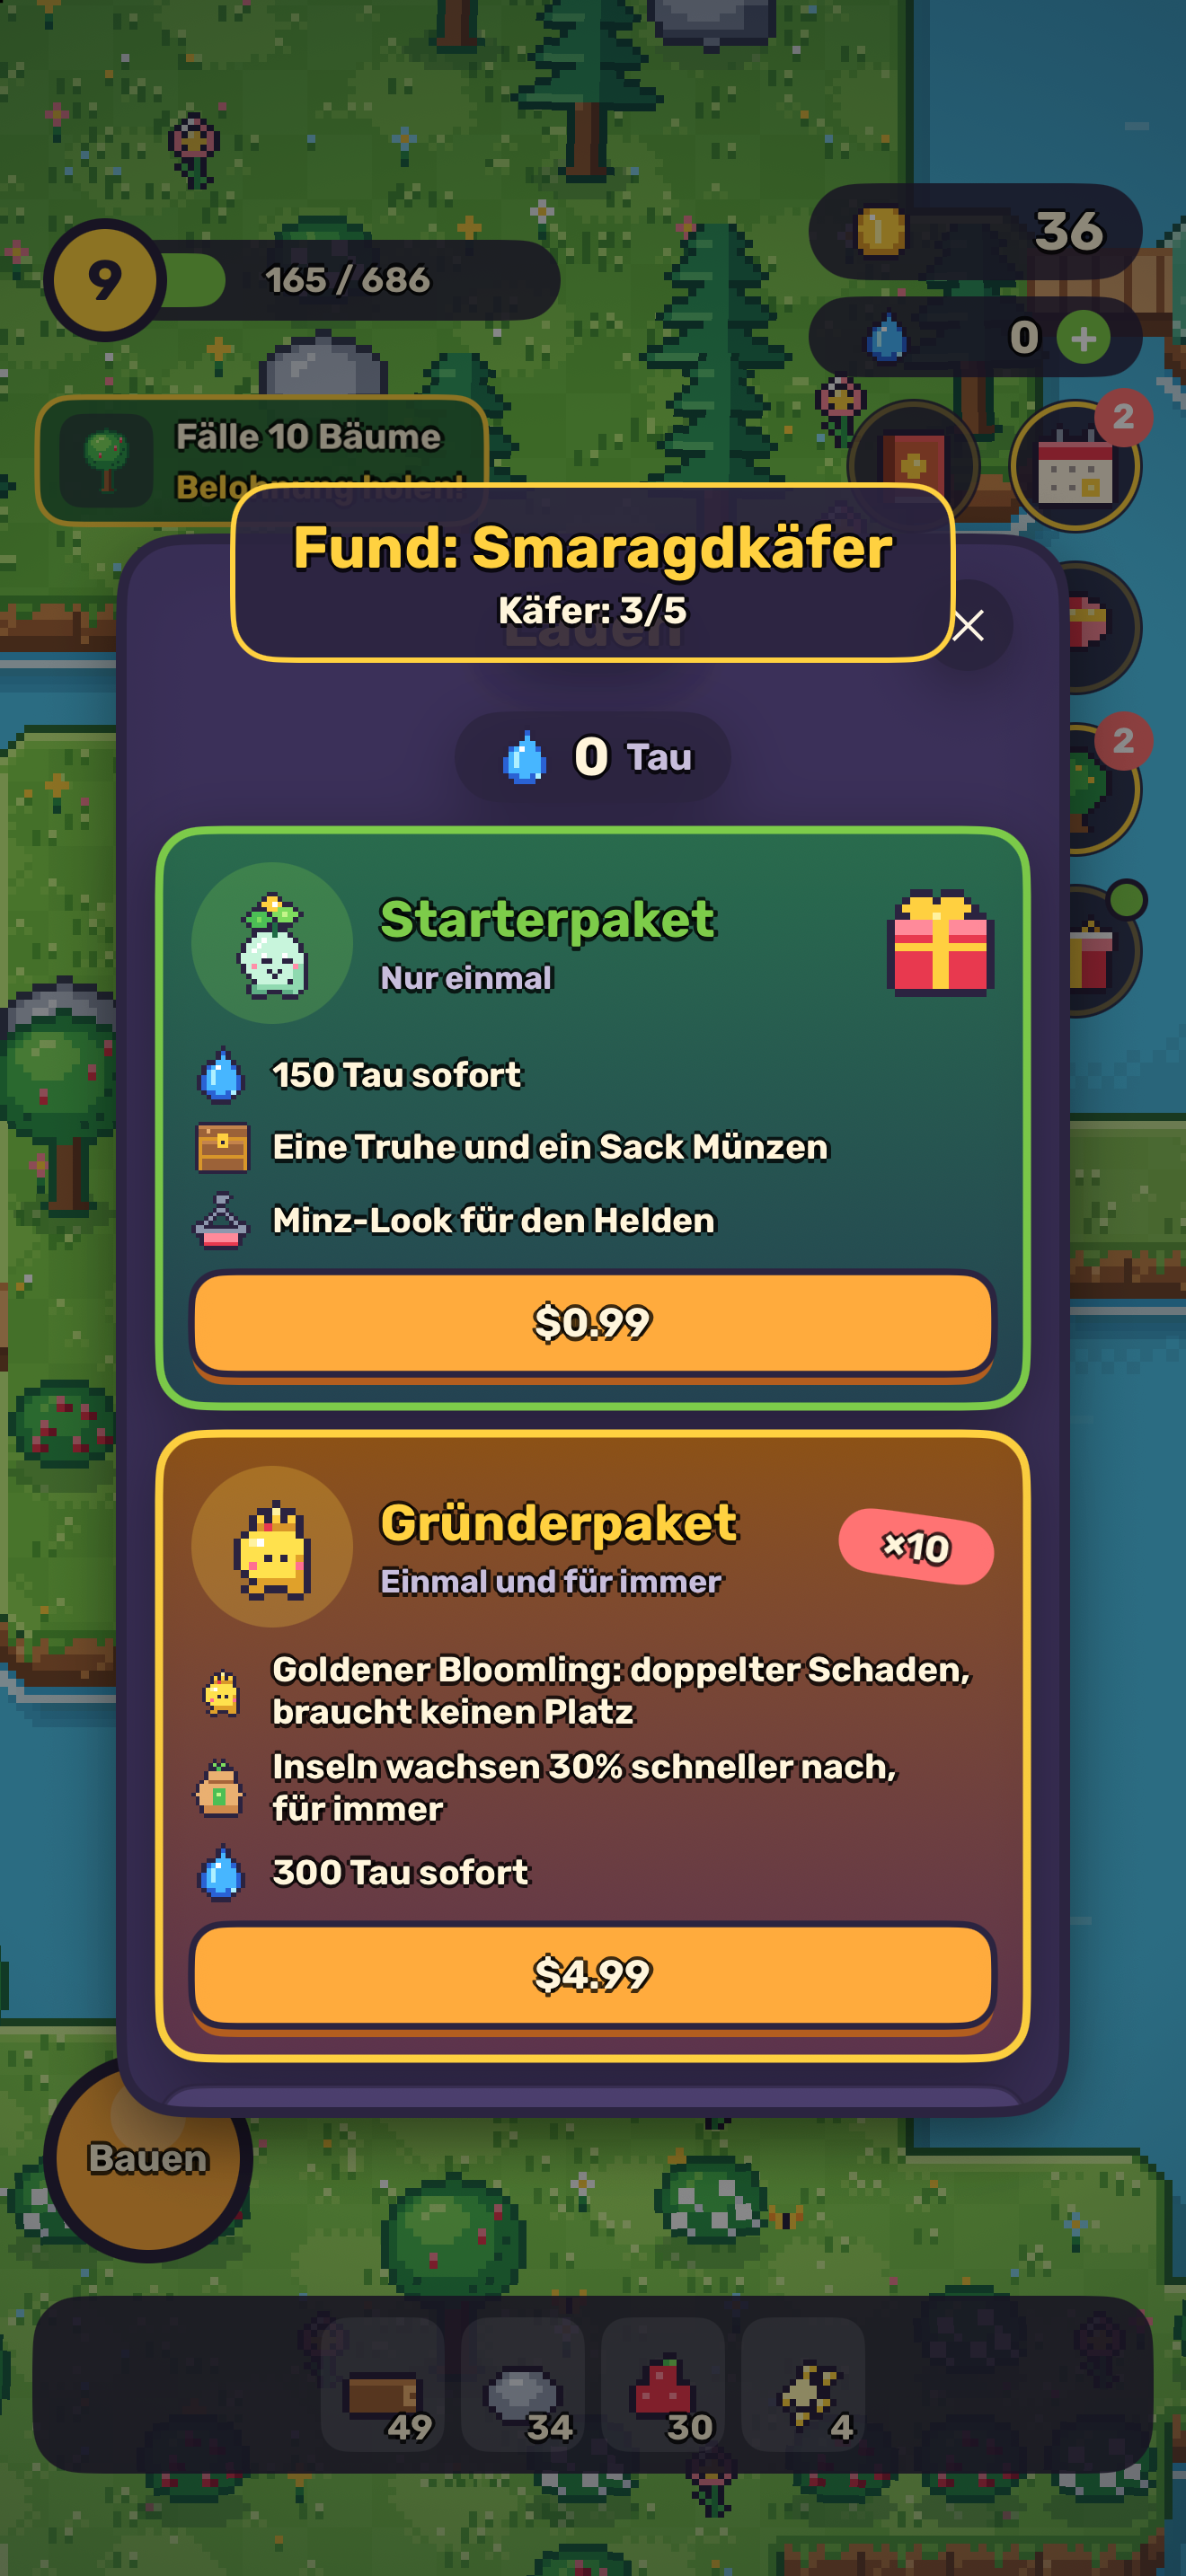 36
9
165 / 686
0
Fälle 10 Bäume
Belohnung holen!
2
Fund: Smaragdkäfer
Käfer: 3/5
Laden
0 Tau
2
Starterpaket
Nur einmal
150 Tau sofort
Eine Truhe und ein Sack Münzen
Minz-Look für den Helden
$0.99
Gründerpaket
Einmal und für immer
×10
Goldener Bloomling: doppelter Schaden,
braucht keinen Platz
Inseln wachsen 30% schneller nach,
für immer
300 Tau sofort
$4.99
Bauen
49
34
30
4